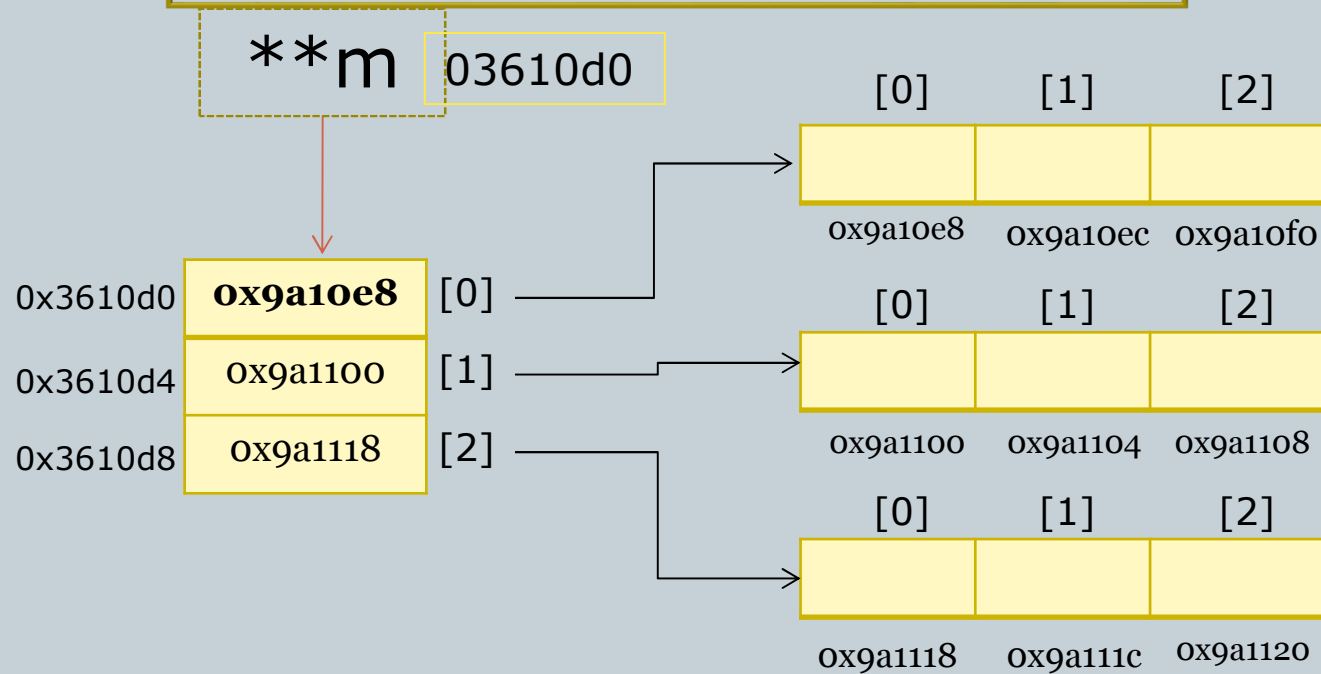 **m 03610d0
[0] [1] [2]
0x9a10e8 0x9a10ec 0x9a10f0
0x3610d0 0x9a10e8 [0]
[0] [1] [2]
0x3610d4 0x9a1100 [1]
0x9a1100 0x9a1104 0x9a1108
0x3610d8 0x9a1118 [2]
[0] [1] [2]
0x9a1118 0x9a111c 0x9a1120